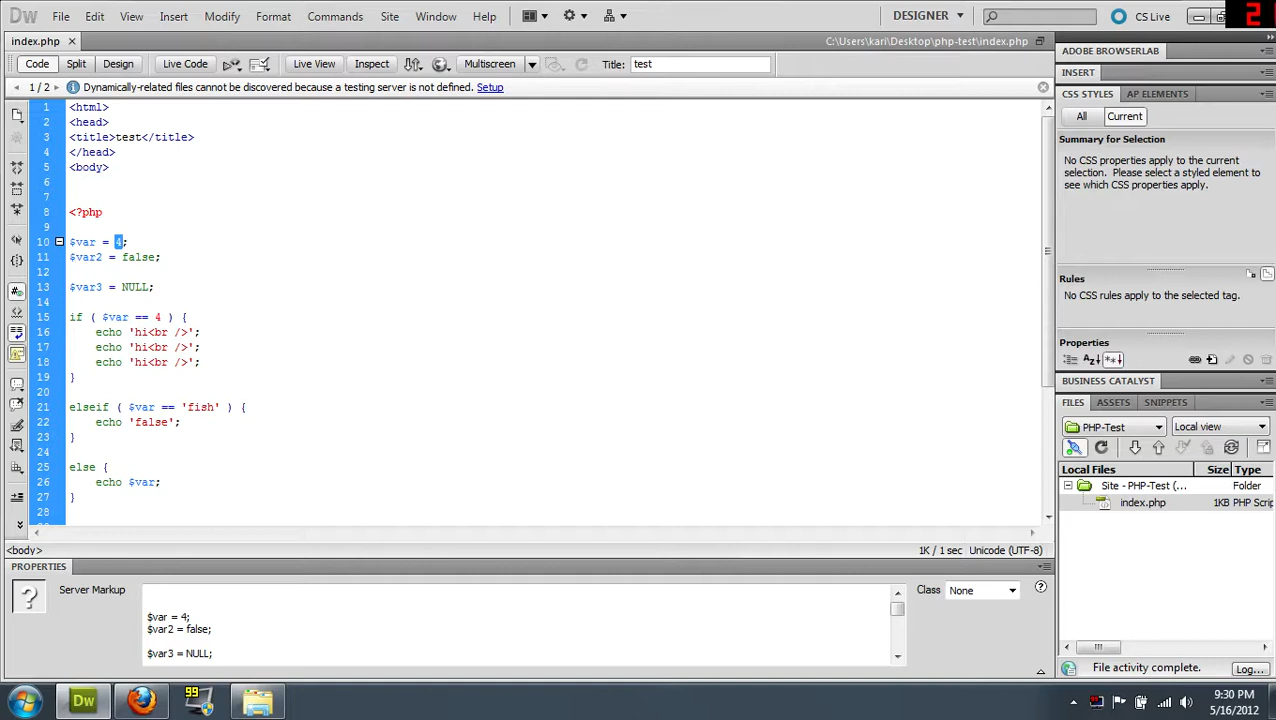 Dw File Edit View Insert Modify Format Commands Site Window Help DESIGNER CS Live 2
index.php C:\Users\kari\Desktop\php-test\index.php
Code Split Design Live Code Live View Inspect Multiscreen Title: test
1 / 2 Dynamically-related files cannot be discovered because a testing server is not defined. Setup
1 <html>
2 <head>
3 <title>test</title>
4 </head>
5 <body>
6
7
8 <?php
9
10 $var = 4;
11 $var2 = false;
12
13 $var3 = NULL;
14
15 if ( $var == 4 ) {
16 echo 'hi<br />';
17 echo 'hi<br />';
18 echo 'hi<br />';
19 }
20
21 elseif ( $var == 'fish' ) {
22 echo 'false';
23 }
24
25 else {
26 echo $var;
27 }
28
<body> 1K / 1 sec Unicode (UTF-8)
PROPERTIES
Server Markup
$var = 4;
$var2 = false;
$var3 = NULL;
Class None
ADOBE BROWSERLAB
INSERT
CSS STYLES AP ELEMENTS
All Current
Summary for Selection
No CSS properties apply to the current
selection. Please select a styled element to
see which CSS properties apply.
Rules
No CSS rules apply to the selected tag.
Properties
Az
BUSINESS CATALYST
FILES ASSETS SNIPPETS
PHP-Test Local view
Local Files Size Type
Site - PHP-Test (... Folder
index.php 1KB PHP Scrip
File activity complete. Log...
Dw 99 9:30 PM
5/16/2012